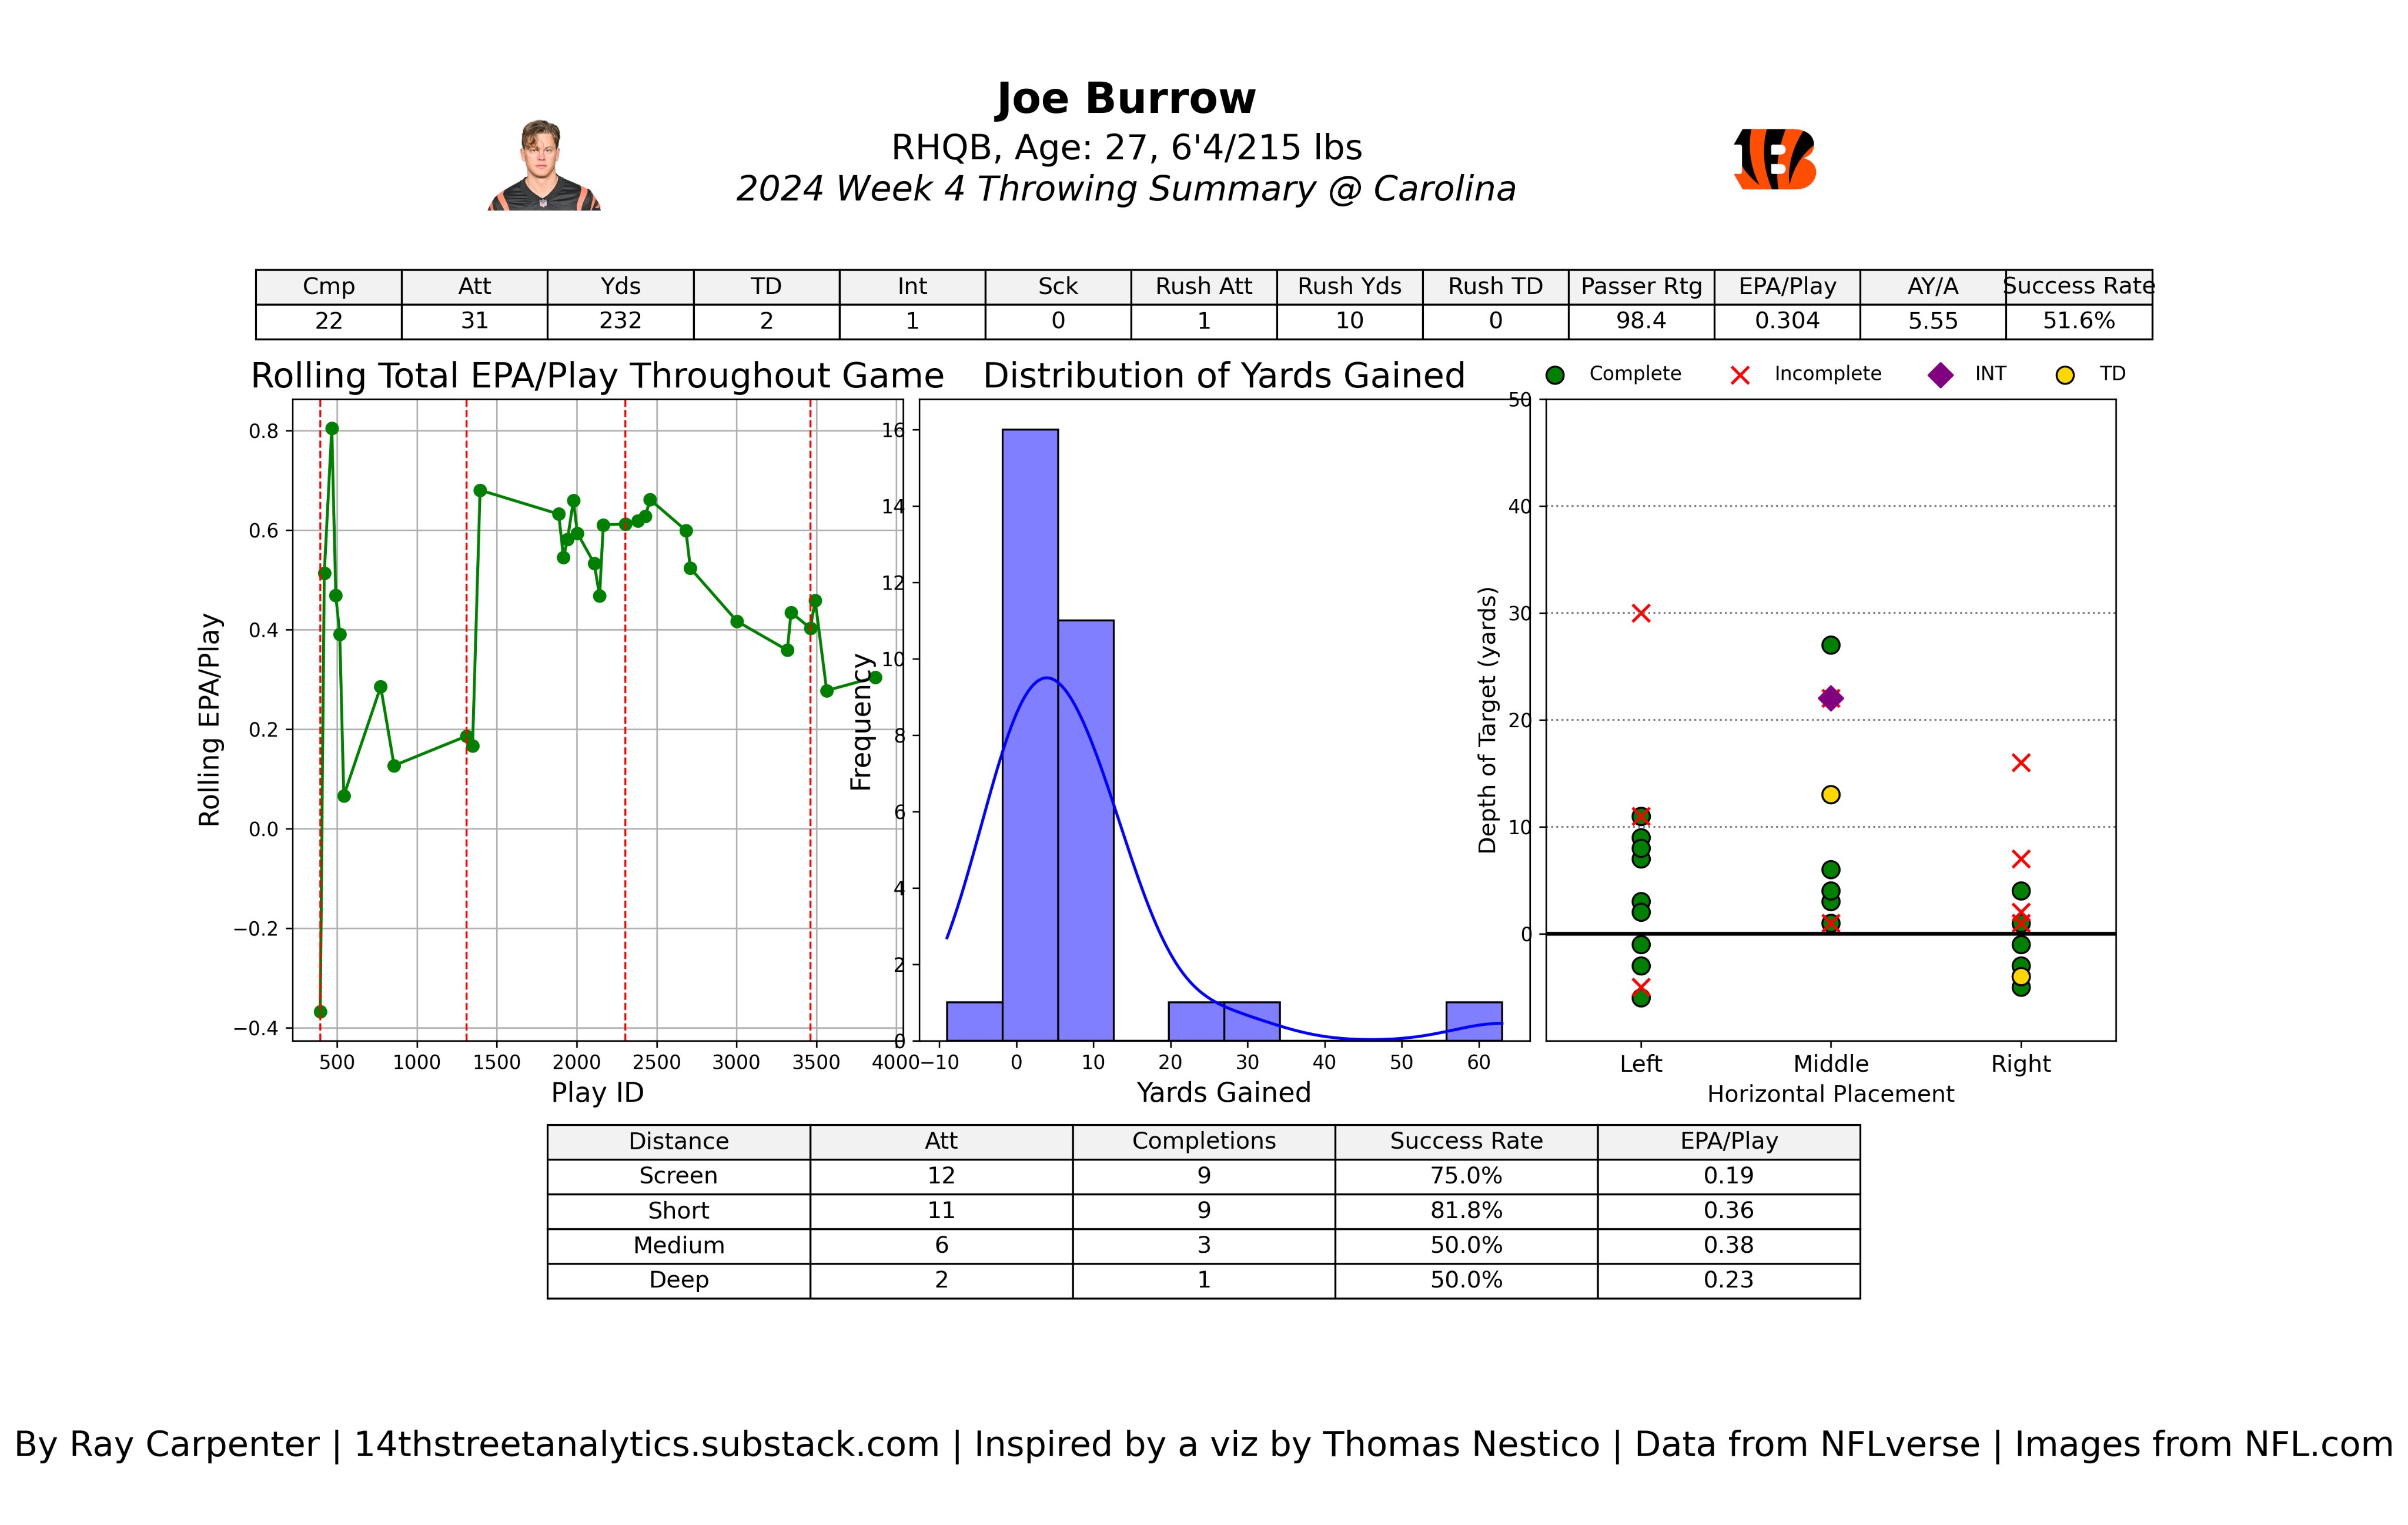 Joe Burrow
RHQB, Age: 27, 6'4/215 lbs
2024 Week 4 Throwing Summary @ Carolina
Cmp Att Yds TD Int Sck Rush Att Rush Yds Rush TD Passer Rtg EPA/Play AY/A Success Rate
22 31 232 2 1 0 1 10 0 98.4 0.304 5.55 51.6%
Rolling Total EPA/Play Throughout Game
0.8
0.6
0.4
0.2
0.0
−0.2
−0.4
Rolling EPA/Play
500 1000 1500 2000 2500 3000 3500 4000
Play ID
Distribution of Yards Gained
16
14
12
10
8
6
4
2
0
Frequency
−10 0 10 20 30 40 50 60
Yards Gained
Complete Incomplete INT TD
50
40
30
20
10
0
Depth of Target (yards)
Left Middle Right
Horizontal Placement
Distance Att Completions Success Rate EPA/Play
Screen 12 9 75.0% 0.19
Short 11 9 81.8% 0.36
Medium 6 3 50.0% 0.38
Deep 2 1 50.0% 0.23
By Ray Carpenter | 14thstreetanalytics.substack.com | Inspired by a viz by Thomas Nestico | Data from NFLverse | Images from NFL.com